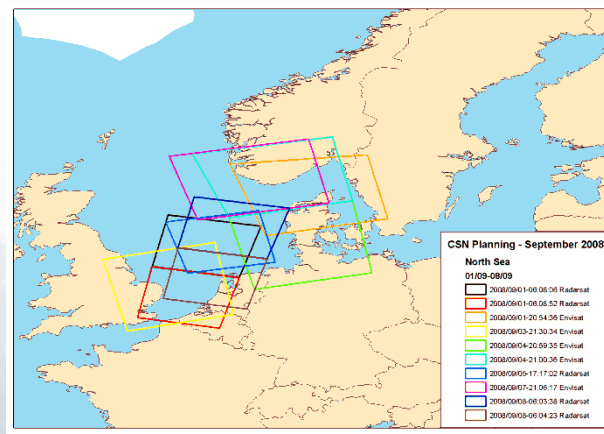 CSN Planning - September 2008
North Sea
01/09-08/09
2008/09/01-06:08:06 Radarsat
2008/09/01-06:08:52 Radarsat
2008/09/01-20:54:36 Envisat
2008/09/03-21:30:34 Envisat
2008/09/04-20:59:35 Envisat
2008/09/04-21:00:36 Envisat
2008/09/05-17:17:02 Radarsat
2008/09/07-21:06:17 Envisat
2008/09/08-06:03:38 Radarsat
2008/09/08-06:04:23 Radarsat